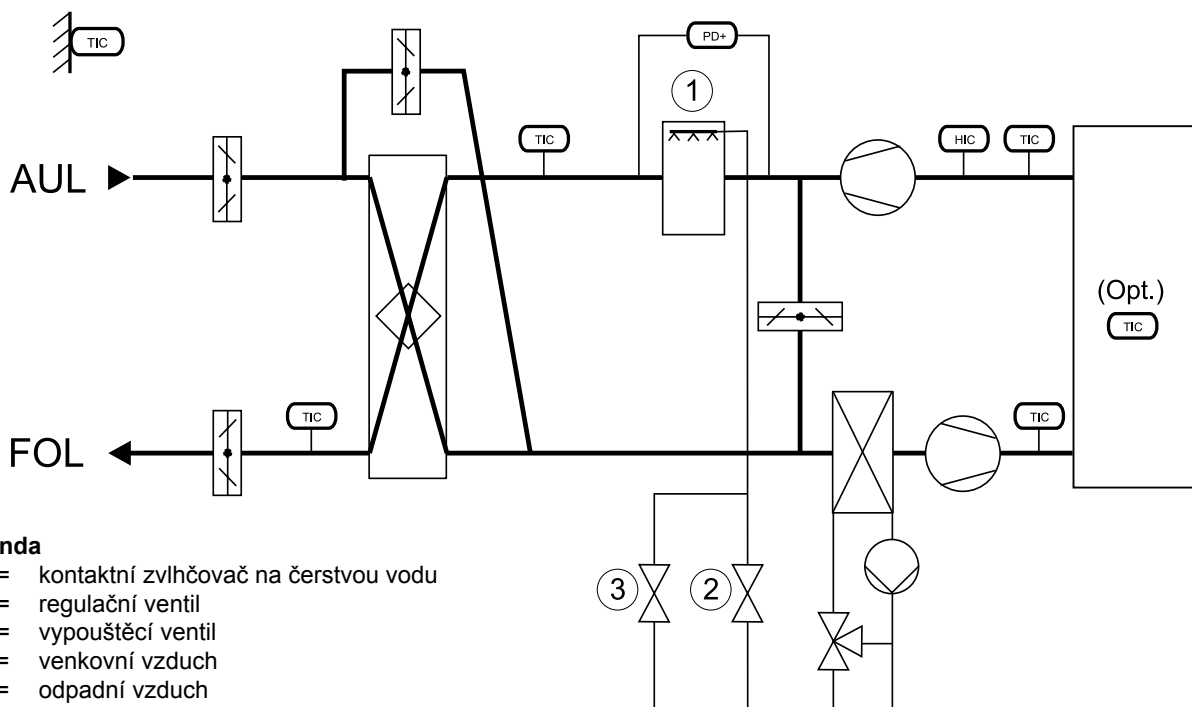 TIC
PD+
1
TIC
HIC
TIC
AUL
(Opt.)
TIC
TIC
TIC
FOL
nda
= kontaktní zvlhčovač na čerstvou vodu
3
2
= regulační ventil
= vypouštěcí ventil
= venkovní vzduch
= odpadní vzduch